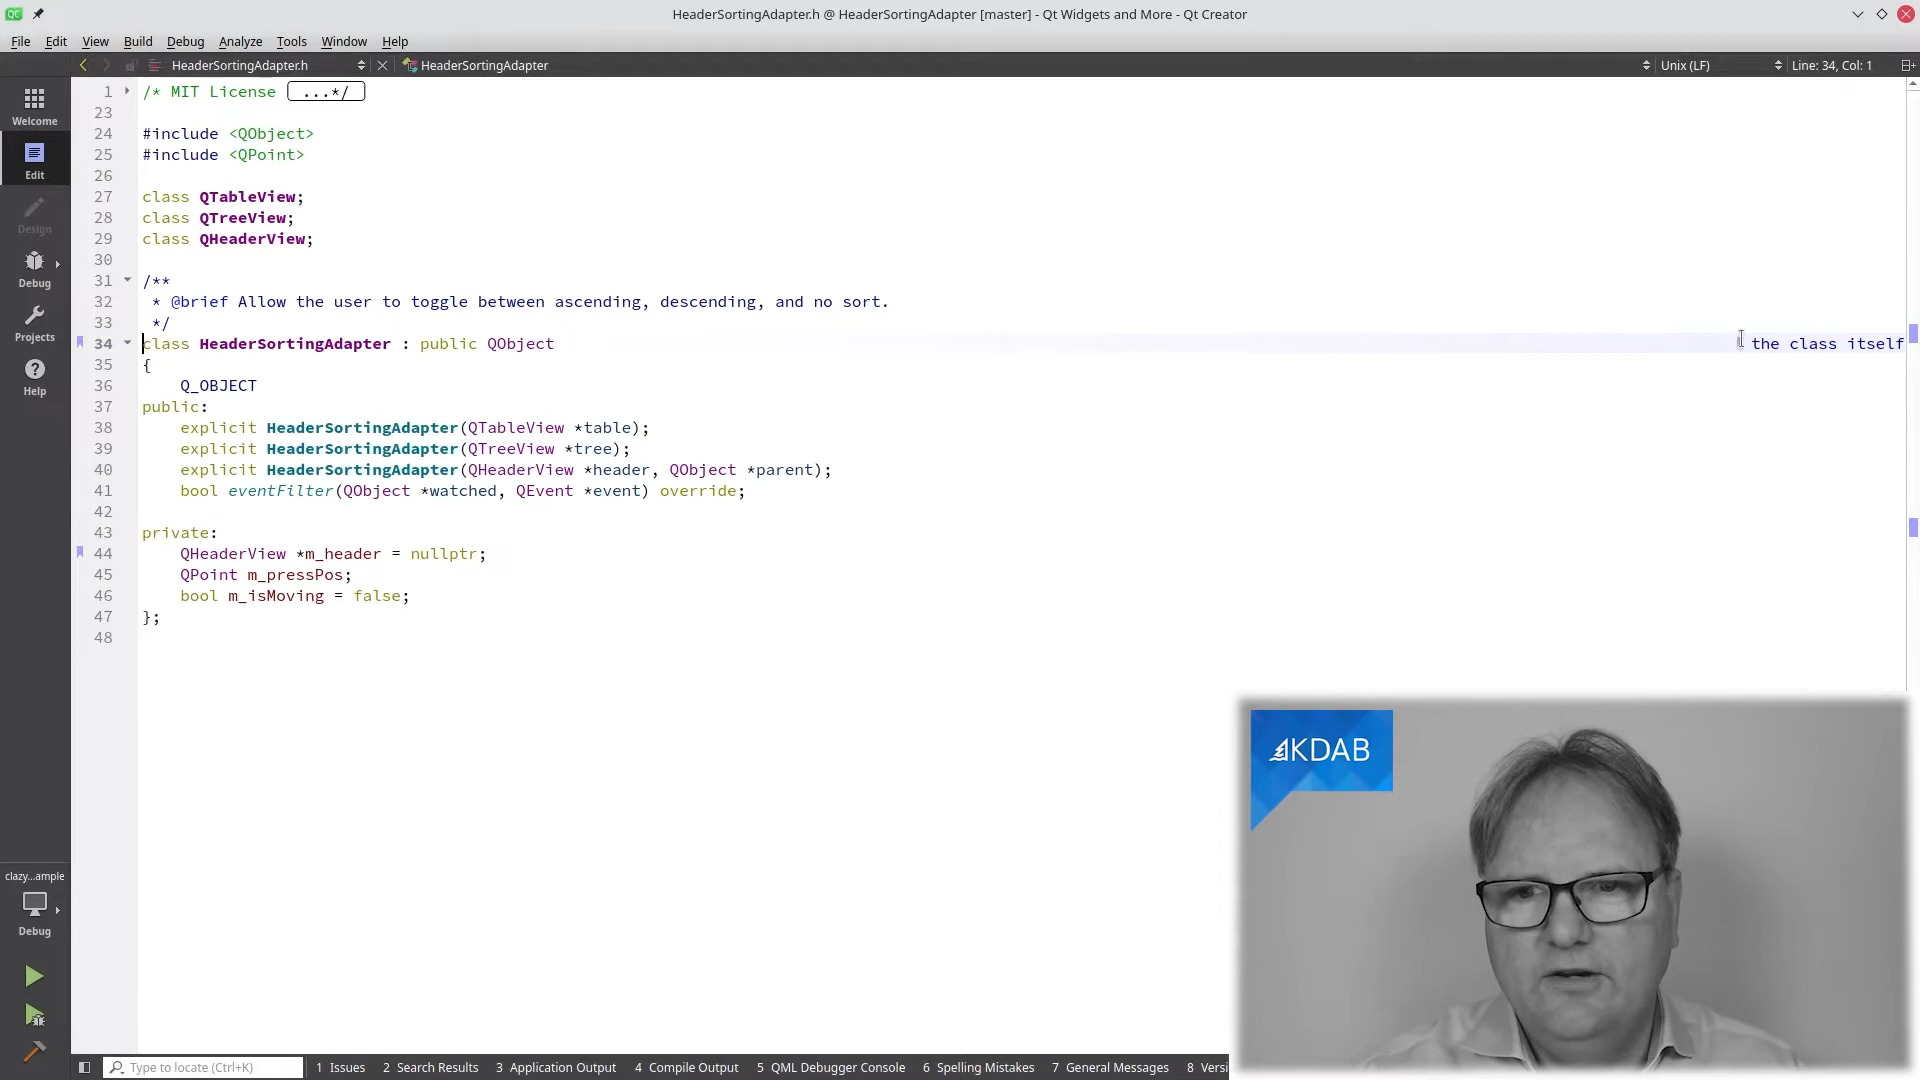 HeaderSortingAdapter.h @ HeaderSortingAdapter [master] - Qt Widgets and More - Qt Creator
File Edit View Build Debug Analyze Tools Window Help
HeaderSortingAdapter.h HeaderSortingAdapter Unix (LF) Line: 34, Col: 1
Welcome
Edit
Design
Debug
Projects
Help
clazy...ample
Debug
1 /* MIT License ...*/
23
24 #include <QObject>
25 #include <QPoint>
26
27 class QTableView;
28 class QTreeView;
29 class QHeaderView;
30
31 /**
32 * @brief Allow the user to toggle between ascending, descending, and no sort.
33 */
34 class HeaderSortingAdapter : public QObject the class itself
35 {
36 Q_OBJECT
37 public:
38 explicit HeaderSortingAdapter(QTableView *table);
39 explicit HeaderSortingAdapter(QTreeView *tree);
40 explicit HeaderSortingAdapter(QHeaderView *header, QObject *parent);
41 bool eventFilter(QObject *watched, QEvent *event) override;
42
43 private:
44 QHeaderView *m_header = nullptr;
45 QPoint m_pressPos;
46 bool m_isMoving = false;
47 };
48
KDAB
Type to locate (Ctrl+K) 1 Issues 2 Search Results 3 Application Output 4 Compile Output 5 QML Debugger Console 6 Spelling Mistakes 7 General Messages 8 Versi